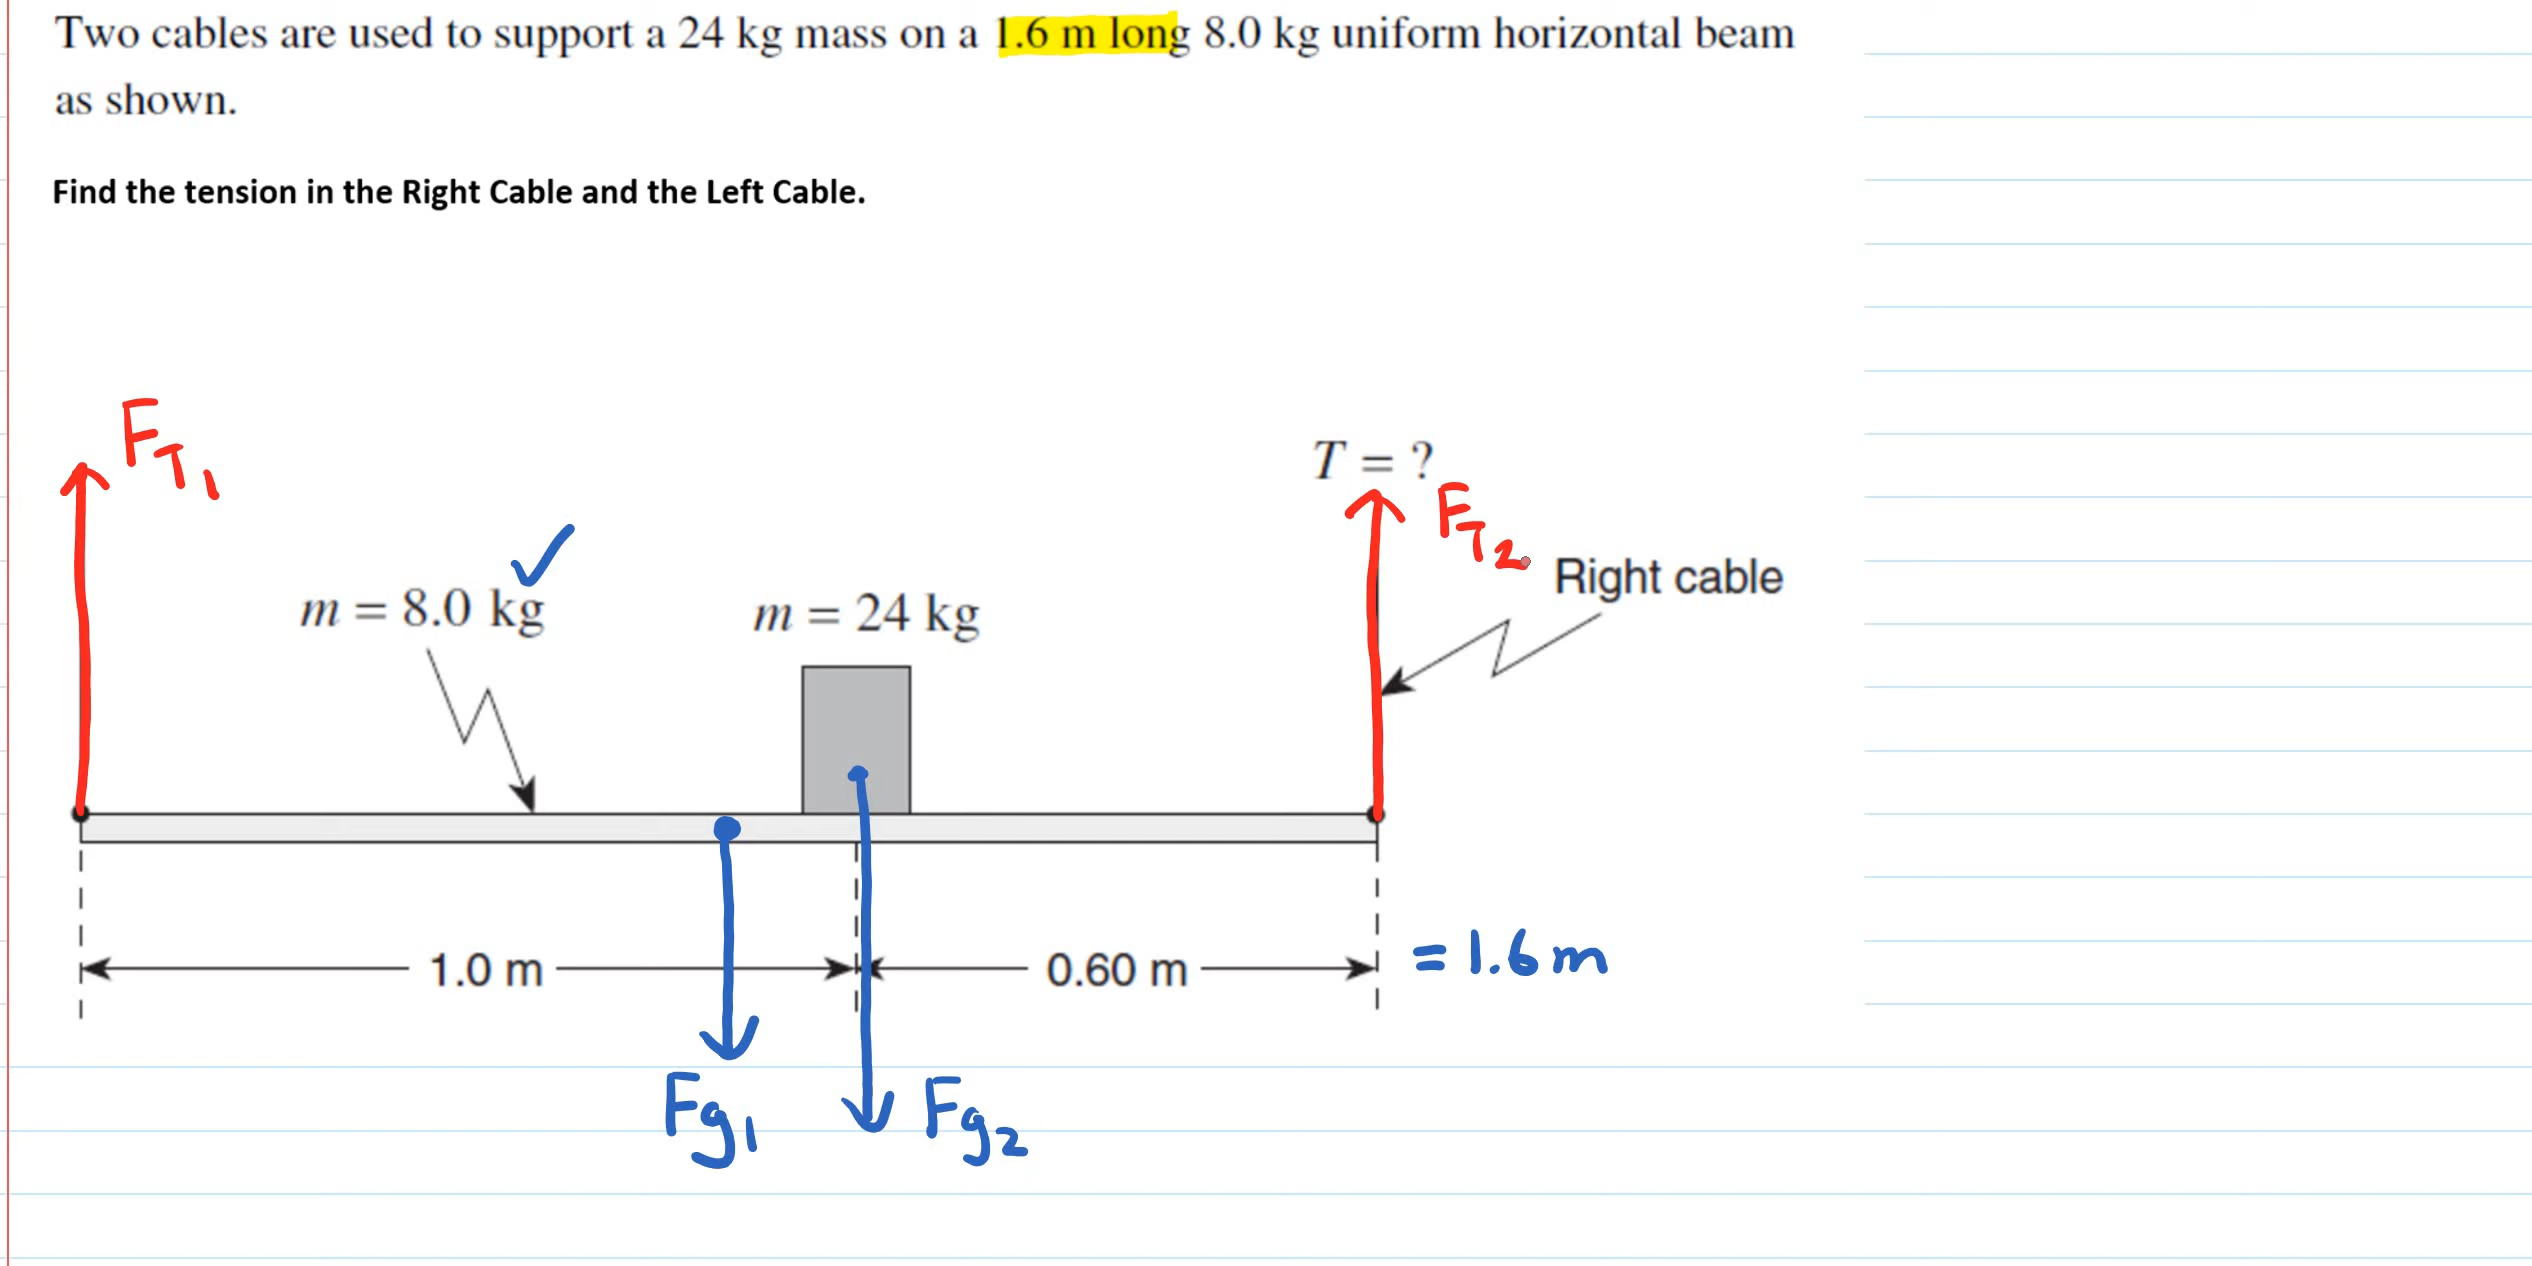 Two cables are used to support a 24 kg mass on a 1.6 m long 8.0 kg uniform horizontal beam
as shown.
Find the tension in the Right Cable and the Left Cable.
F_T1
T = ?
F_T2
Right cable
m = 8.0 kg ✓
m = 24 kg
1.0 m
0.60 m
= 1.6 m
Fg1
Fg2